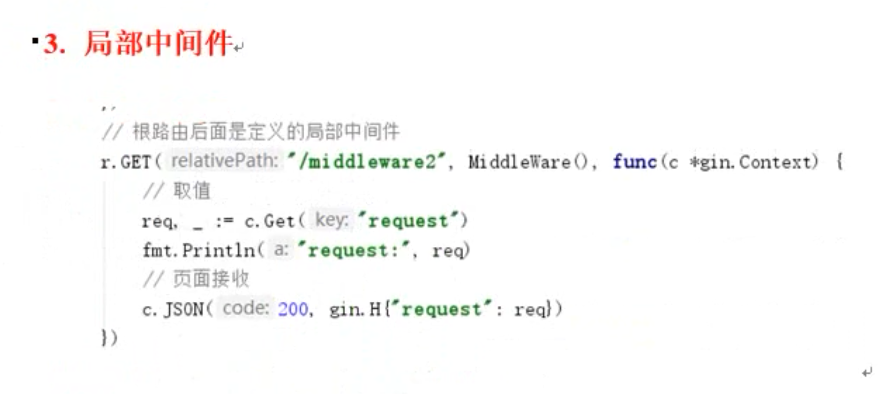 ▪3. 局部中间件↵
// 根路由后面是定义的局部中间件
r.GET( relativePath: "/middleware2", MiddleWare(), func(c *gin.Context) {
// 取值
req, _ := c.Get( key: "request")
fmt.Println( a: "request:", req)
// 页面接收
c.JSON( code: 200, gin.H{"request": req})
})
↵